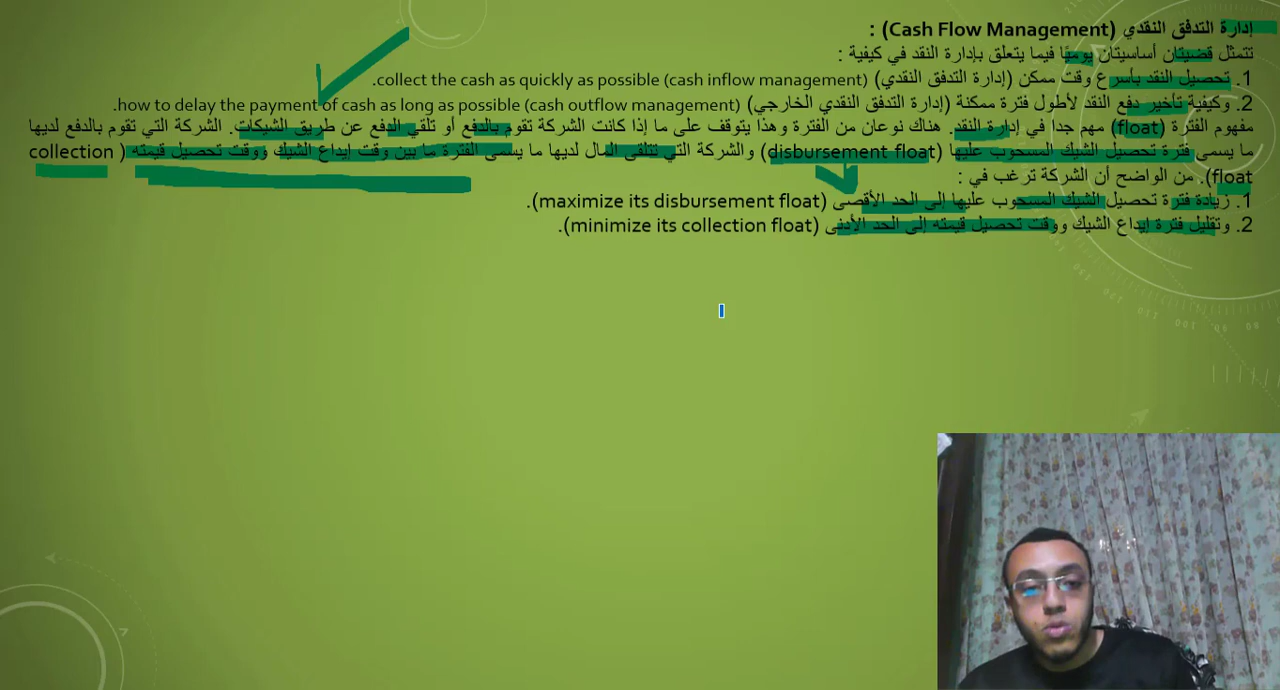 إدارة التدفق النقدي (Cash Flow Management) :
تتمثل قضيتان أساسيتان يوميًا فيما يتعلق بإدارة النقد في كيفية :
1. تحصيل النقد بأسرع وقت ممكن (إدارة التدفق النقدي) collect the cash as quickly as possible (cash inflow management).
2. وكيفية تأخير دفع النقد لأطول فترة ممكنة (إدارة التدفق النقدي الخارجي) how to delay the payment of cash as long as possible (cash outflow management).
مفهوم الفترة (float) مهم جدا في إدارة النقد. هناك نوعان من الفترة وهذا يتوقف على ما إذا كانت الشركة تقوم بالدفع أو تلقي الدفع عن طريق الشيكات. الشركة التي تقوم بالدفع لديها
ما يسمى فترة تحصيل الشيك المسحوب عليها (disbursement float) والشركة التي تتلقى المال لديها ما يسمى الفترة ما بين وقت إيداع الشيك ووقت تحصيل قيمته (collection
float). من الواضح أن الشركة ترغب في :
1. زيادة فترة تحصيل الشيك المسحوب عليها إلى الحد الأقصى (maximize its disbursement float).
2. وتقليل فترة إيداع الشيك ووقت تحصيل قيمته إلى الحد الأدنى (minimize its collection float).